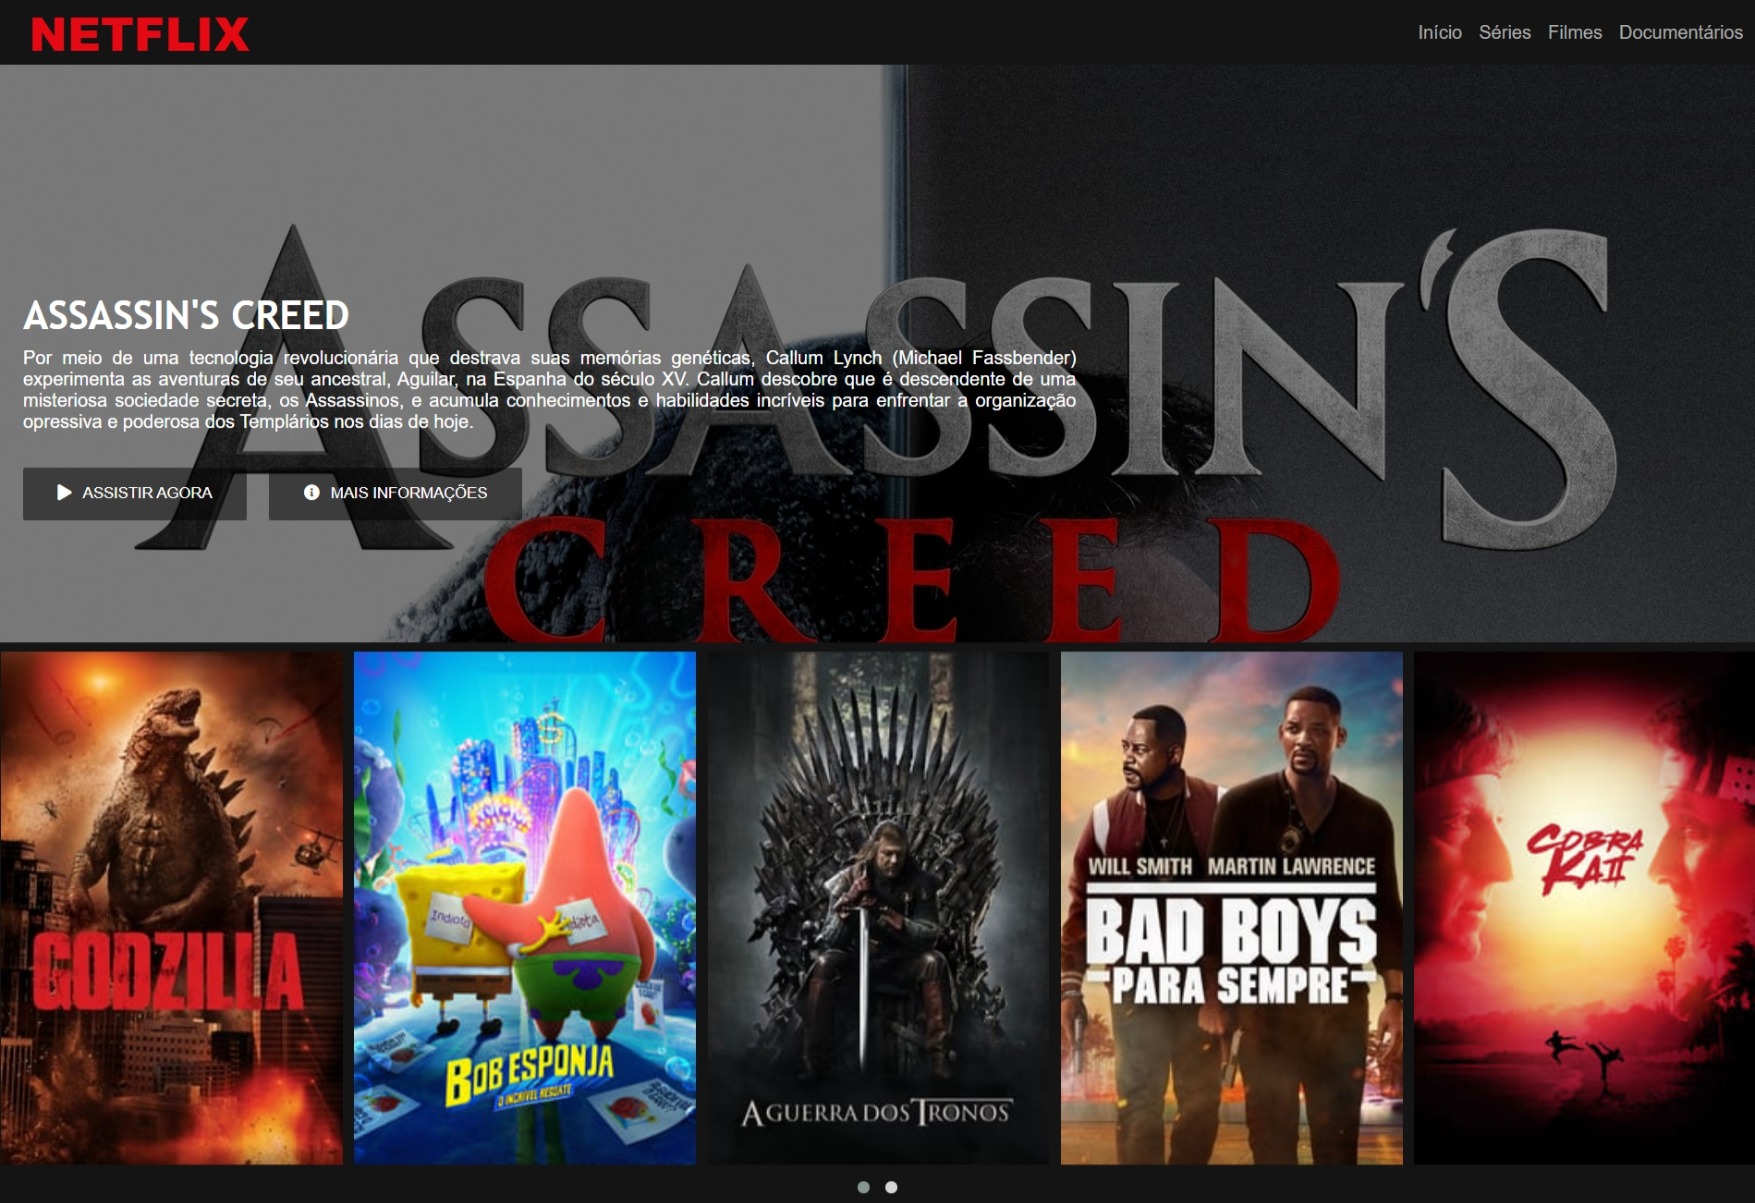 NETFLIX
Início Séries Filmes Documentários
ASSASSIN'S
CREED
ASSASSIN'S CREED
Por meio de uma tecnologia revolucionária que destrava suas memórias genéticas, Callum Lynch (Michael Fassbender)
experimenta as aventuras de seu ancestral, Aguilar, na Espanha do século XV. Callum descobre que é descendente de uma
misteriosa sociedade secreta, os Assassinos, e acumula conhecimentos e habilidades incríveis para enfrentar a organização
opressiva e poderosa dos Templários nos dias de hoje.
ASSISTIR AGORA
MAIS INFORMAÇÕES
GODZILLA
Indiota
idiota
BOB ESPONJA
O INCRÍVEL RESGATE
A GUERRA DOS TRONOS
WILL SMITH MARTIN LAWRENCE
BAD BOYS
PARA SEMPRE
COBRA
KAII